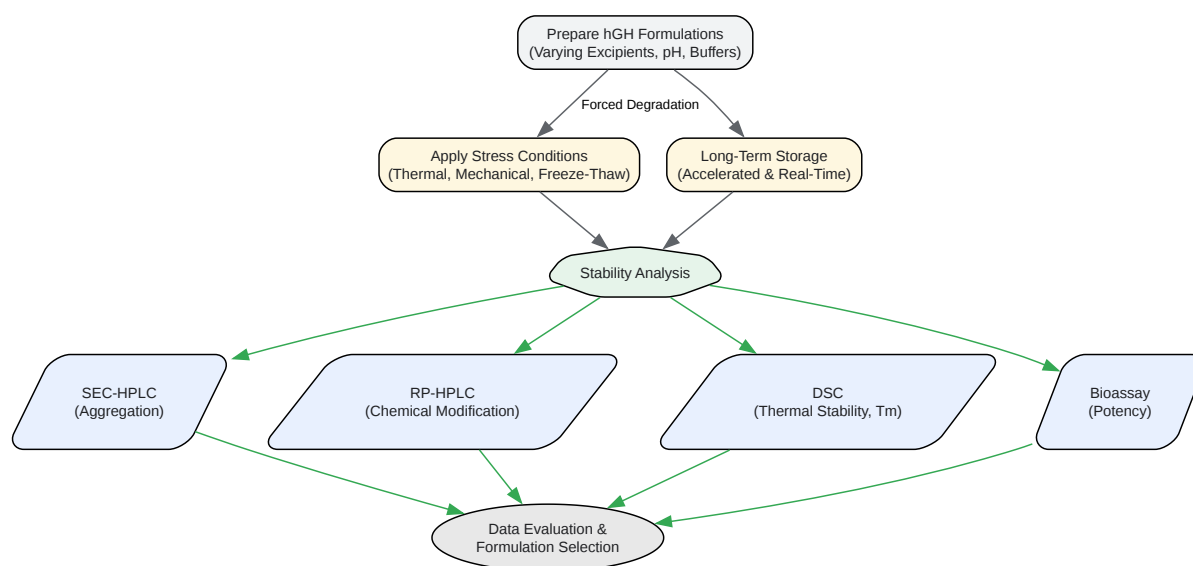 Prepare hGH Formulations
(Varying Excipients, pH, Buffers)
Forced Degradation
Apply Stress Conditions
(Thermal, Mechanical, Freeze-Thaw)
Long-Term Storage
(Accelerated & Real-Time)
Stability Analysis
SEC-HPLC
(Aggregation)
RP-HPLC
(Chemical Modification)
DSC
(Thermal Stability, Tm)
Bioassay
(Potency)
Data Evaluation &
Formulation Selection